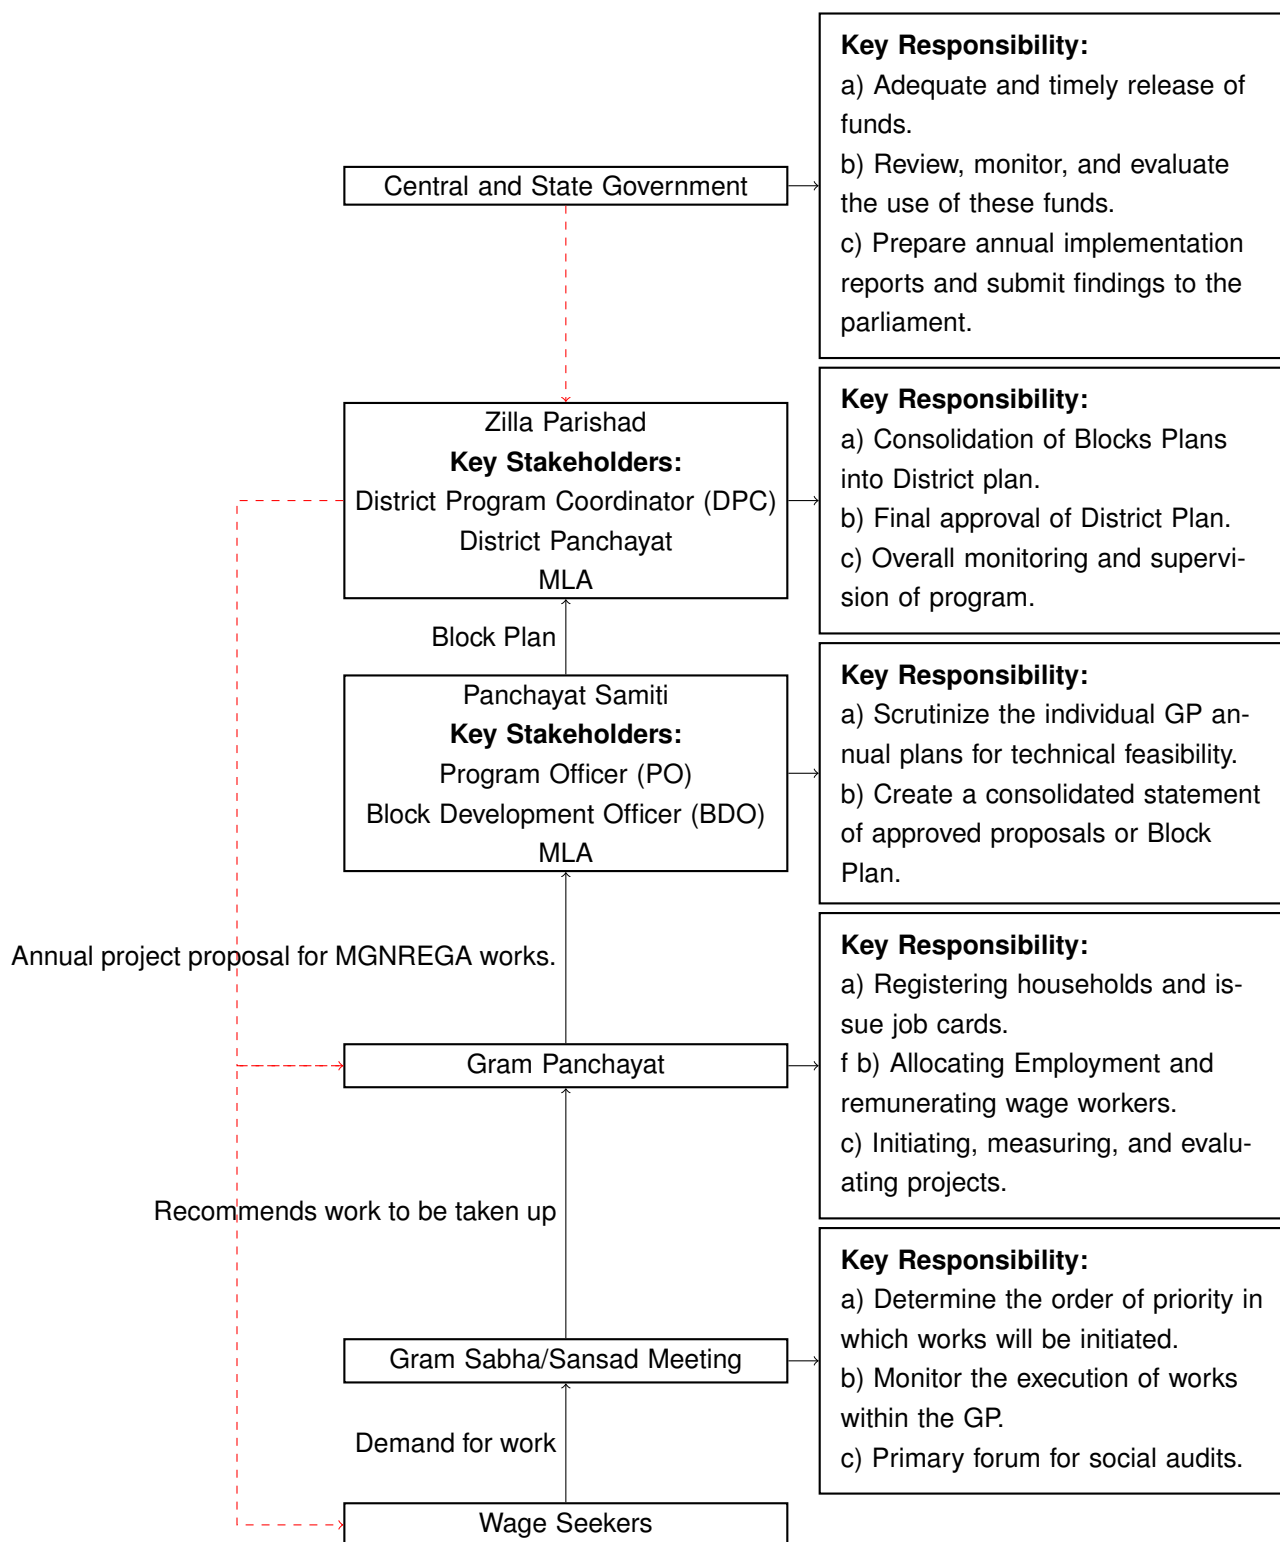 Central and State Government
Key Responsibility:
a) Adequate and timely release of
funds.
b) Review, monitor, and evaluate
the use of these funds.
c) Prepare annual implementation
reports and submit findings to the
parliament.
Zilla Parishad
Key Stakeholders:
District Program Coordinator (DPC)
District Panchayat
MLA
Key Responsibility:
a) Consolidation of Blocks Plans
into District plan.
b) Final approval of District Plan.
c) Overall monitoring and supervi-
sion of program.
Block Plan
Panchayat Samiti
Key Stakeholders:
Program Officer (PO)
Block Development Officer (BDO)
MLA
Key Responsibility:
a) Scrutinize the individual GP an-
nual plans for technical feasibility.
b) Create a consolidated statement
of approved proposals or Block
Plan.
Annual project proposal for MGNREGA works.
Gram Panchayat
Key Responsibility:
a) Registering households and is-
sue job cards.
f b) Allocating Employment and
remunerating wage workers.
c) Initiating, measuring, and evalu-
ating projects.
Recommends work to be taken up
Gram Sabha/Sansad Meeting
Key Responsibility:
a) Determine the order of priority in
which works will be initiated.
b) Monitor the execution of works
within the GP.
c) Primary forum for social audits.
Demand for work
Wage Seekers